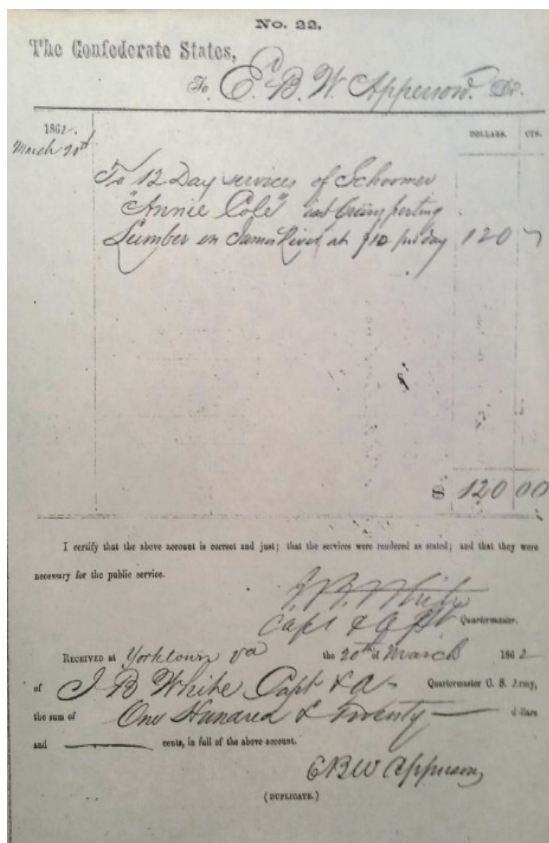 No. 22.
The Confederate States,
To E. B. W. Apperson Dr.
1862.
March 20th
DOLLARS. CTS.
To 12 Day services of Schooner
"Annie Cole"
Lumber on James River at $10 per day 120
$ 120 00
I certify that the above account is correct and just; that the services were rendered as stated; and that they were
necessary for the public service.
J. B. White
Capt & Quartermaster.
RECEIVED at Yorktown Va the 20th March 1862
of J B White Capt & A Quartermaster C. S. Army,
the sum of One Hundred & Twenty — dollars
and — cents, in full of the above account.
EBW Apperson
(DUPLICATE.)